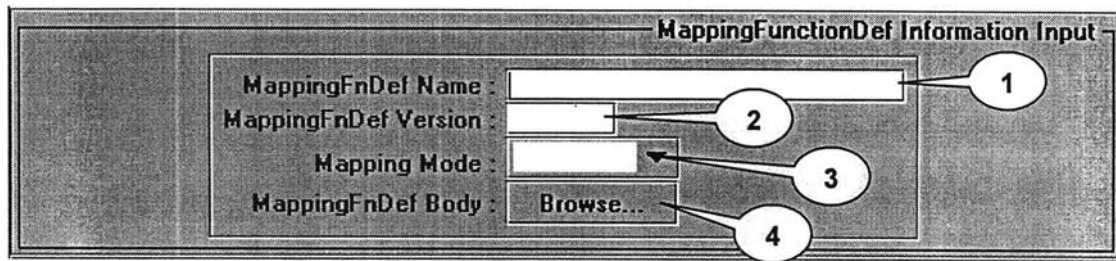 MappingFunctionDef Information Input
MappingFnDef Name : 1
MappingFnDef Version : 2
Mapping Mode : 3
MappingFnDef Body : Browse... 4